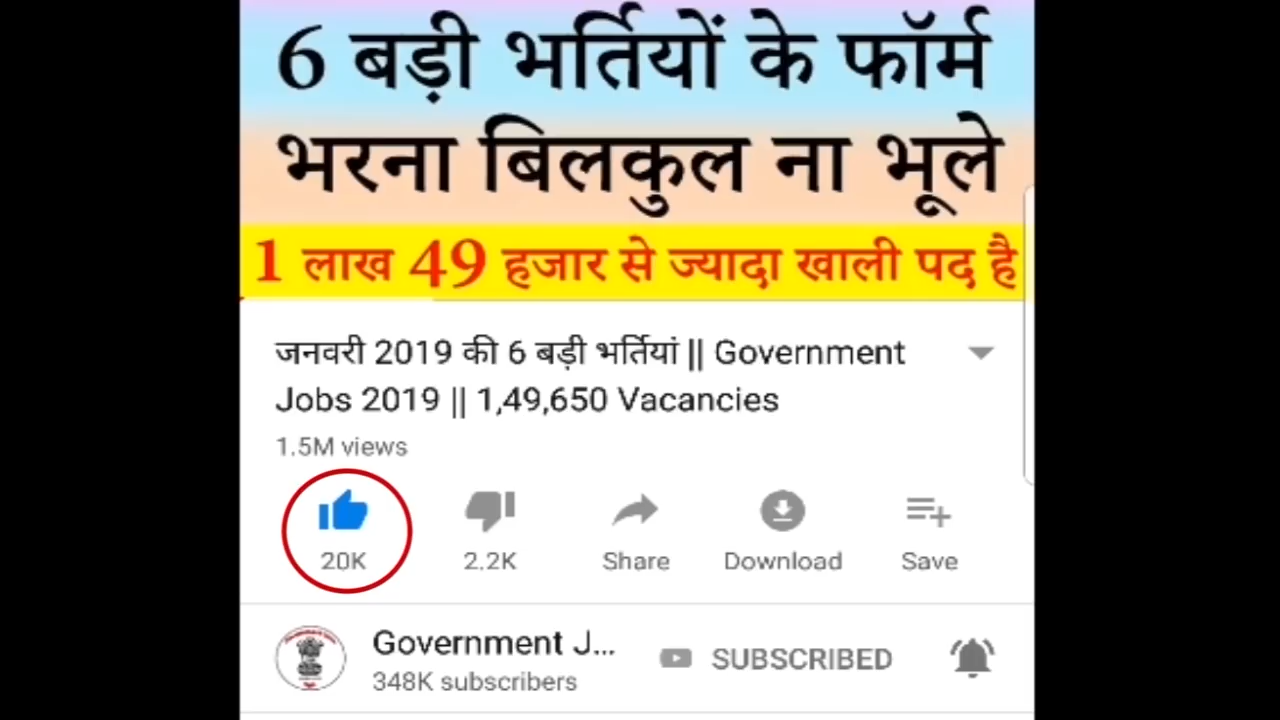 6 बड़ी भर्तियों के फॉर्म
भरना बिलकुल ना भूले
1 लाख 49 हजार से ज्यादा खाली पद है
जनवरी 2019 की 6 बड़ी भर्तियां || Government
Jobs 2019 || 1,49,650 Vacancies
1.5M views
20K 2.2K Share Download Save
Government J... SUBSCRIBED
348K subscribers